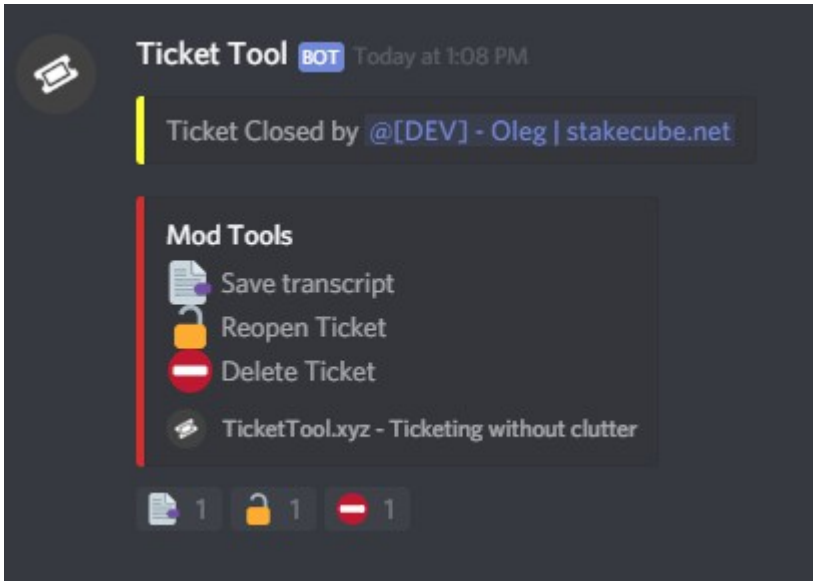 Ticket Tool BOT Today at 1:08 PM
Ticket Closed by @[DEV] - Oleg | stakecube.net
Mod Tools
Save transcript
Reopen Ticket
Delete Ticket
TicketTool.xyz - Ticketing without clutter
1 1 1